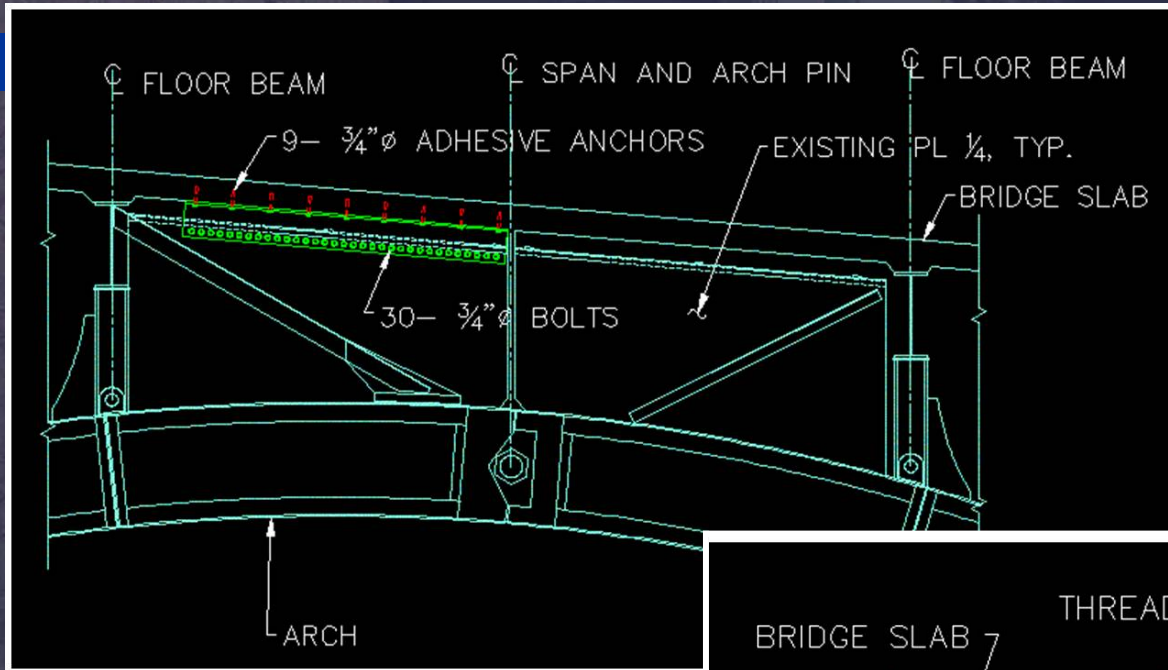 ℄ FLOOR BEAM
℄ SPAN AND ARCH PIN
℄ FLOOR BEAM
9– ¾"⌀ ADHESIVE ANCHORS
EXISTING PL ¼, TYP.
BRIDGE SLAB
30– ¾"⌀ BOLTS
ARCH
THREAD
BRIDGE SLAB